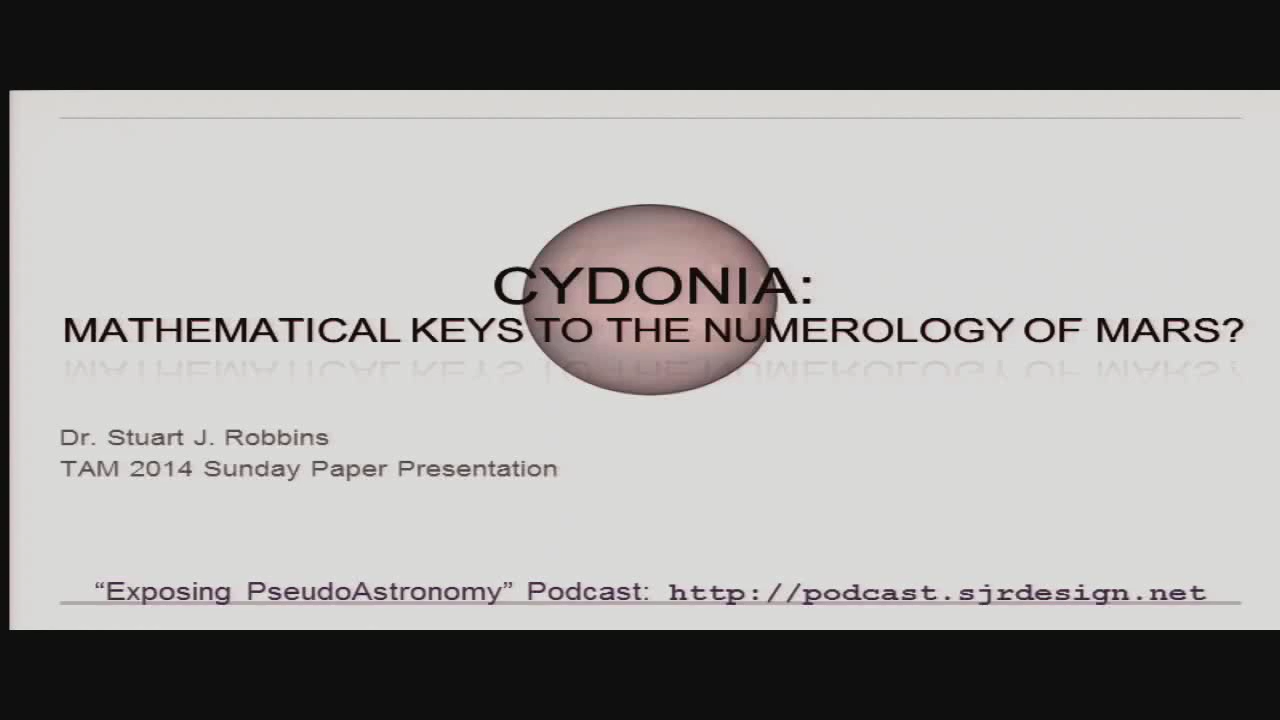 CYDONIA:
MATHEMATICAL KEYS TO THE NUMEROLOGY OF MARS?
Dr. Stuart J. Robbins
TAM 2014 Sunday Paper Presentation
“Exposing PseudoAstronomy” Podcast: http://podcast.sjrdesign.net